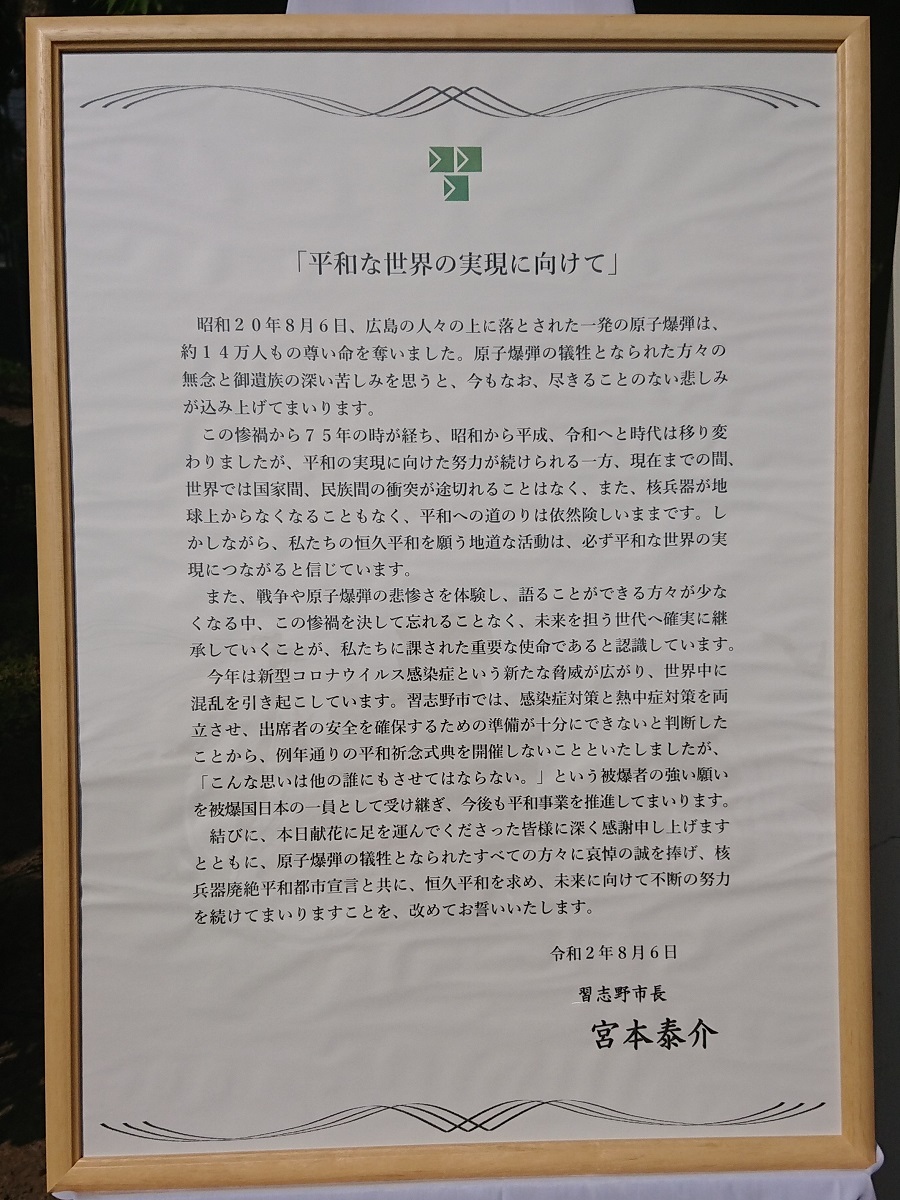 「平和な世界の実現に向けて」
昭和２０年８月６日、広島の人々の上に落とされた一発の原子爆弾は、
約１４万人もの尊い命を奪いました。原子爆弾の犠牲となられた方々の
無念と御遺族の深い苦しみを思うと、今もなお、尽きることのない悲しみ
が込み上げてまいります。
この惨禍から７５年の時が経ち、昭和から平成、令和へと時代は移り変
わりましたが、平和の実現に向けた努力が続けられる一方、現在までの間、
世界では国家間、民族間の衝突が途切れることはなく、また、核兵器が地
球上からなくなることもなく、平和への道のりは依然険しいままです。し
かしながら、私たちの恒久平和を願う地道な活動は、必ず平和な世界の実
現につながると信じています。
また、戦争や原子爆弾の悲惨さを体験し、語ることができる方々が少な
くなる中、この惨禍を決して忘れることなく、未来を担う世代へ確実に継
承していくことが、私たちに課された重要な使命であると認識しています。
今年は新型コロナウイルス感染症という新たな脅威が広がり、世界中に
混乱を引き起こしています。習志野市では、感染症対策と熱中症対策を両
立させ、出席者の安全を確保するための準備が十分にできないと判断した
ことから、例年通りの平和祈念式典を開催しないことといたしましたが、
「こんな思いは他の誰にもさせてはならない。」という被爆者の強い願い
を被爆国日本の一員として受け継ぎ、今後も平和事業を推進してまいります。
結びに、本日献花に足を運んでくださった皆様に深く感謝申し上げます
とともに、原子爆弾の犠牲となられたすべての方々に哀悼の誠を捧げ、核
兵器廃絶平和都市宣言と共に、恒久平和を求め、未来に向けて不断の努力
を続けてまいりますことを、改めてお誓いいたします。
令和２年８月６日
習志野市長
宮本泰介